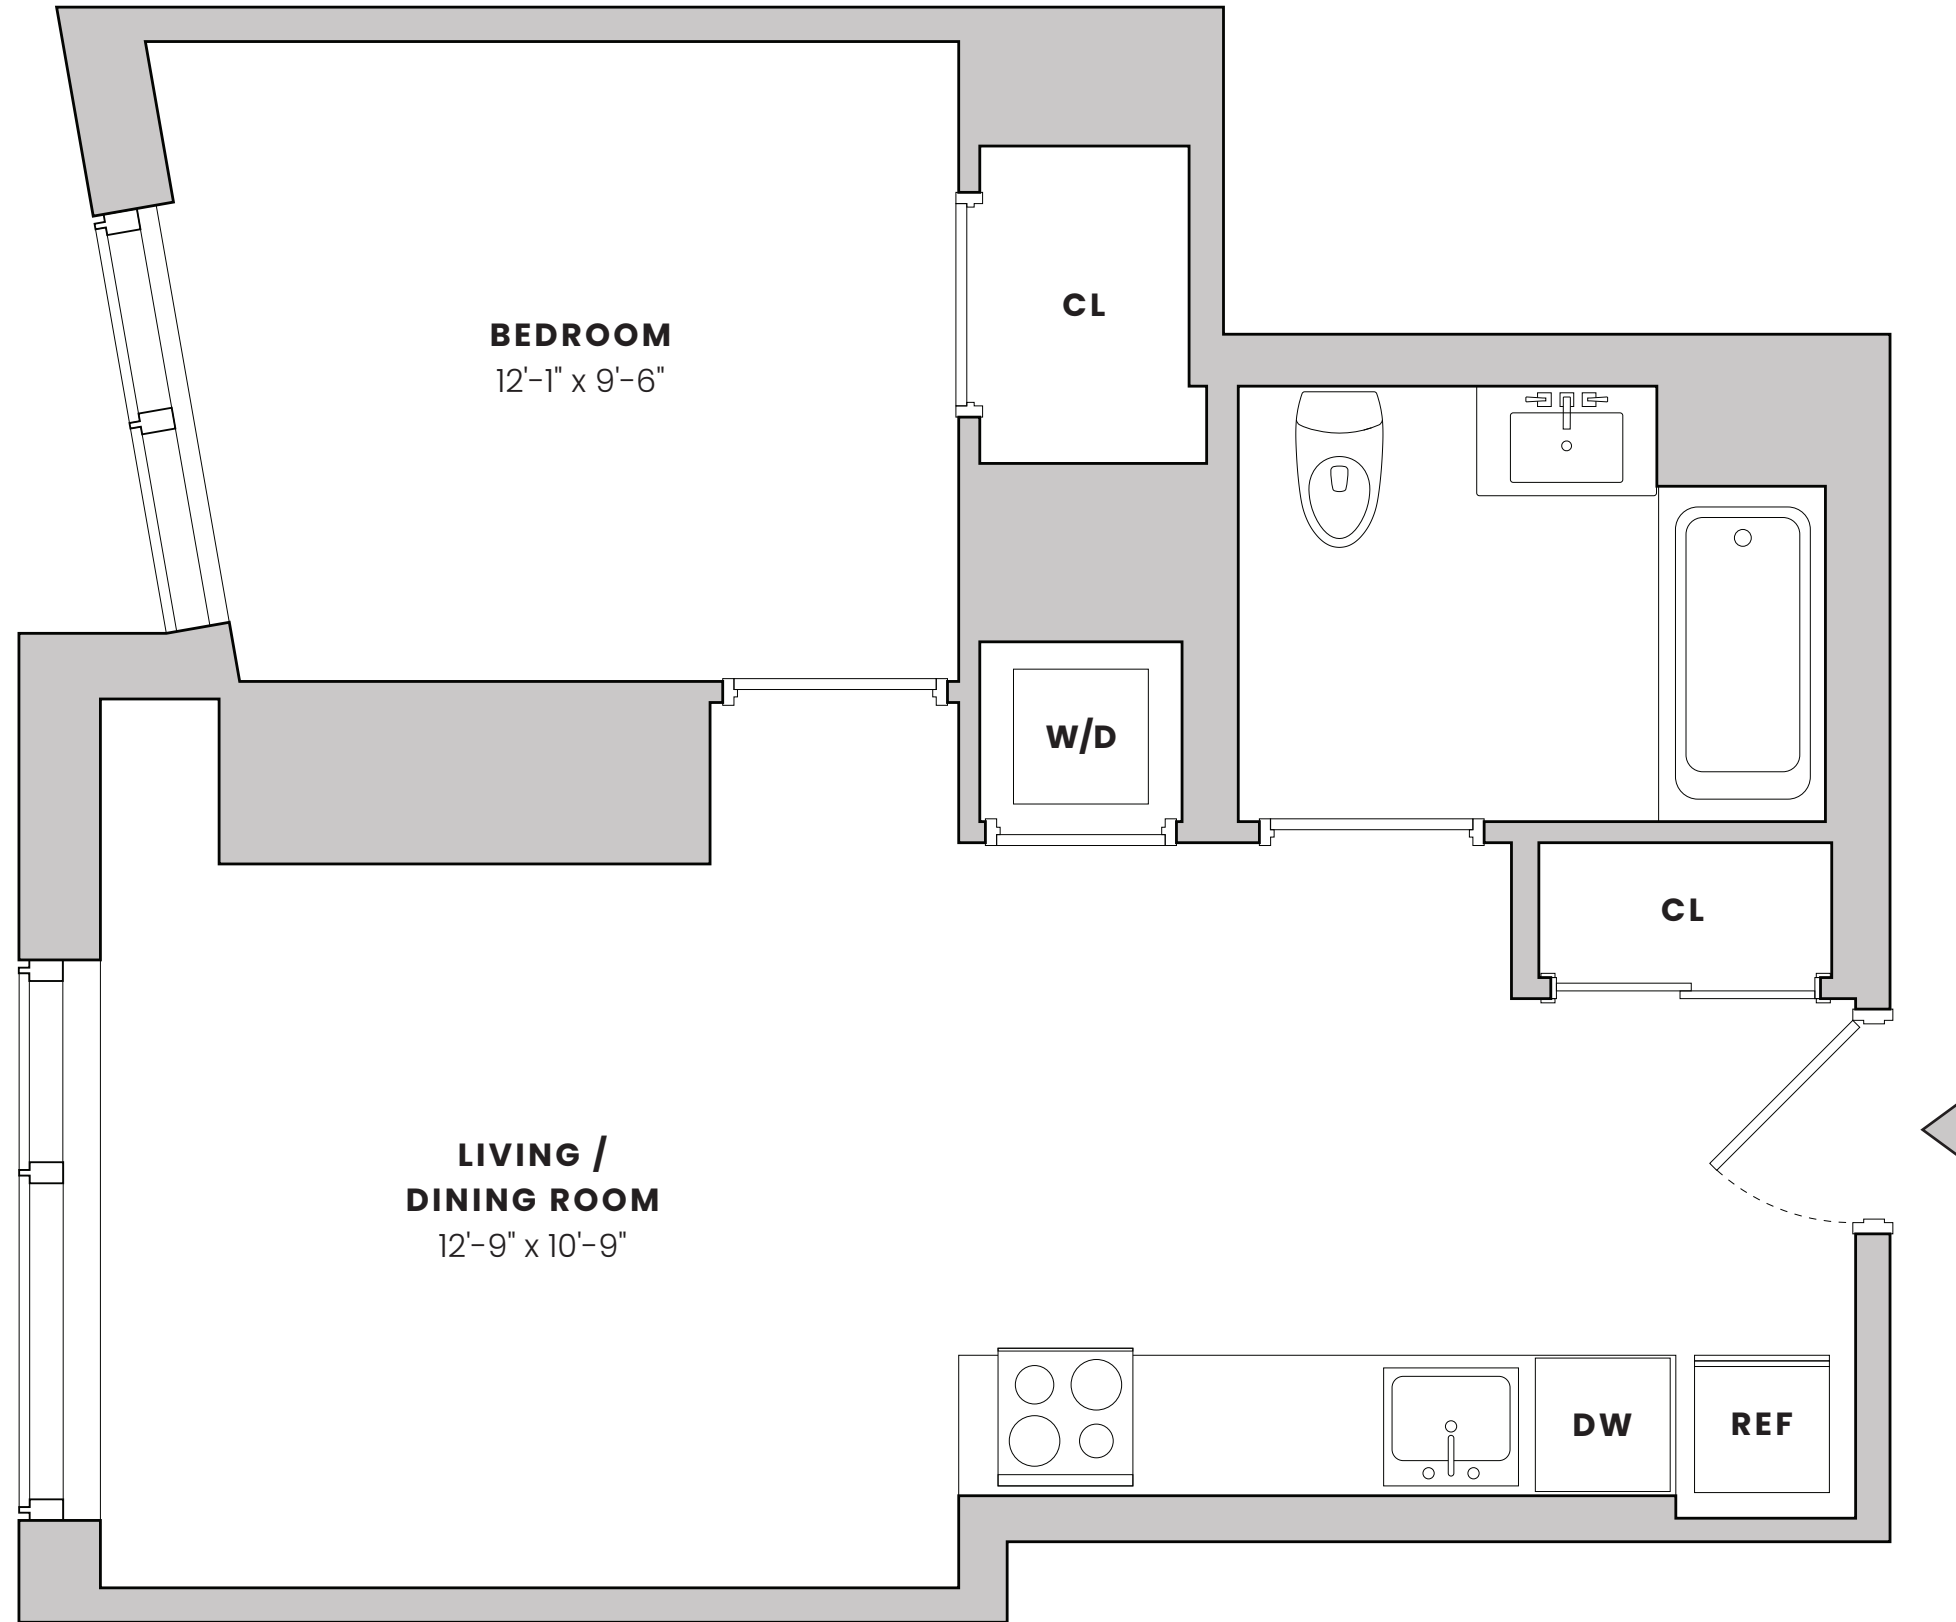 BEDROOM
12'-1" x 9'-6"
CL
W/D
CL
LIVING /
DINING ROOM
12'-9" x 10'-9"
DW
REF